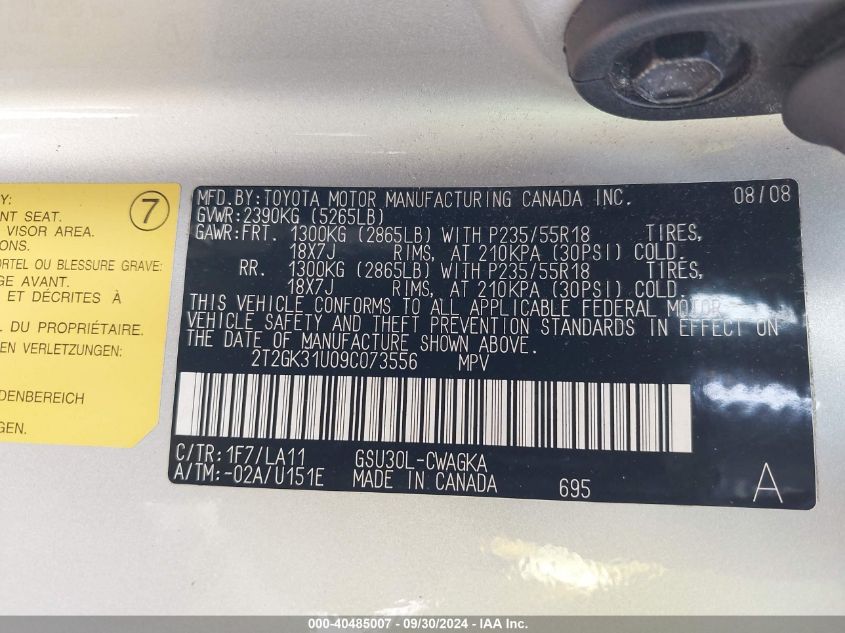 Y:
NT SEAT.
VISOR AREA.
IONS.
ORTEL OU BLESSURE GRAVE:
GE AVANT.
S ET DÉCRITES À
L DU PROPRIÉTAIRE.
EN VERLETZUNGEN:
DENBEREICH
GEN.
7
MFD.BY:TOYOTA MOTOR MANUFACTURING CANADA INC. 08/08
GVWR:2390KG (5265LB)
GAWR:FRT. 1300KG (2865LB) WITH P235/55R18 TIRES,
18X7J RIMS, AT 210KPA (30PSI) COLD.
RR. 1300KG (2865LB) WITH P235/55R18 TIRES,
18X7J RIMS, AT 210KPA (30PSI) COLD.
THIS VEHICLE CONFORMS TO ALL APPLICABLE FEDERAL MOTOR
VEHICLE SAFETY AND THEFT PREVENTION STANDARDS IN EFFECT ON
THE DATE OF MANUFACTURE SHOWN ABOVE.
2T2GK31U09C073556 MPV
C/TR:1F7/LA11 GSU30L-CWAGKA
A/TM:-02A/U151E MADE IN CANADA 695 A
000-40485007 - 09/30/2024 - IAA Inc.